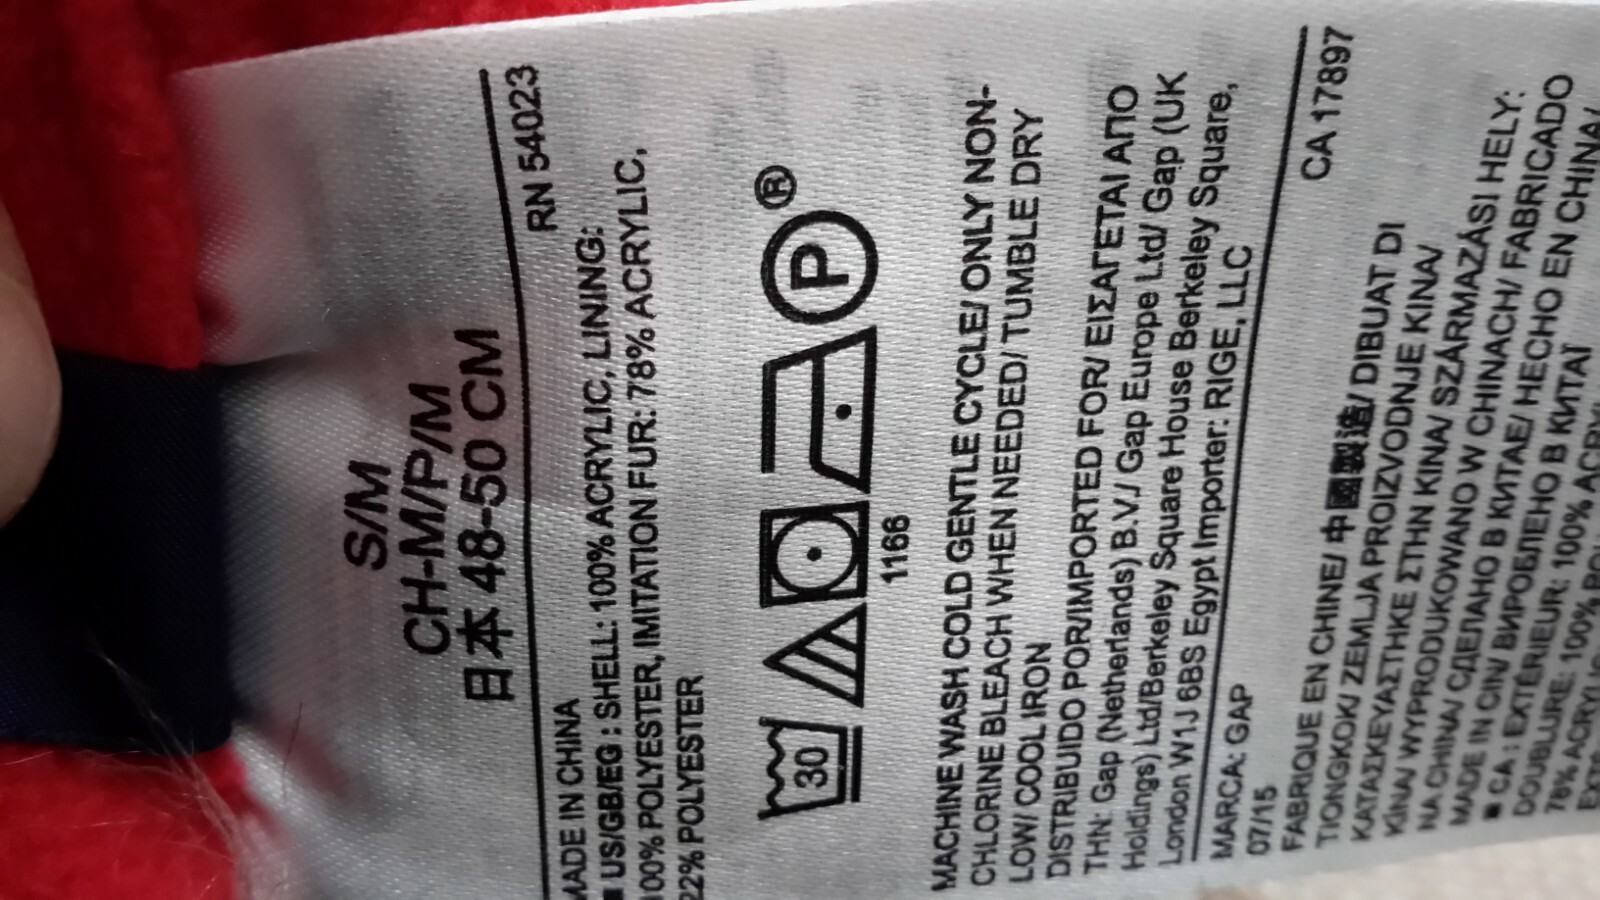 S/M
CH-M/P/M
日本 48-50 CM
RN 54023
MADE IN CHINA
■ US/GB/EG : SHELL: 100% ACRYLIC, LINING:
100% POLYESTER, IMITATION FUR: 78% ACRYLIC,
22% POLYESTER
30 P ®
1166
MACHINE WASH COLD GENTLE CYCLE/ ONLY NON-
CHLORINE BLEACH WHEN NEEDED/ TUMBLE DRY
LOW/ COOL IRON
DISTRIBUIDO POR/IMPORTED FOR/ ΕΙΣΑΓΕΤΑΙ ΑΠΟ
ΤΗΝ: Gap (Netherlands) B.V./ Gap Europe Ltd/ Gap (UK
Holdings) Ltd/Berkeley Square House Berkeley Square,
London W1J 6BS Egypt Importer: RIGE, LLC
MARCA: GAP
07/15
CA 17897
FABRIQUE EN CHINE/ 中國製造/ DIBUAT DI
TIONGKOK/ ZEMLJA PROIZVODNJE KINA/
ΚΑΤΑΣΚΕΥΑΣΤΗΚΕ ΣΤΗΝ ΚΙΝΑ/ SZÁRMAZÁSI HELY:
KÍNA/ WYPRODUKOWANO W CHINACH/ FABRICADO
NA CHINA/ СДЕЛАНО В КИТАЕ/ HECHO EN CHINA/
MADE IN CIN/ ВИРОБЛЕНО В КИТАЇ
■ CA : EXTÉRIEUR: 100% ACRYL
DOUBLURE: 100%
78% ACRYLIC